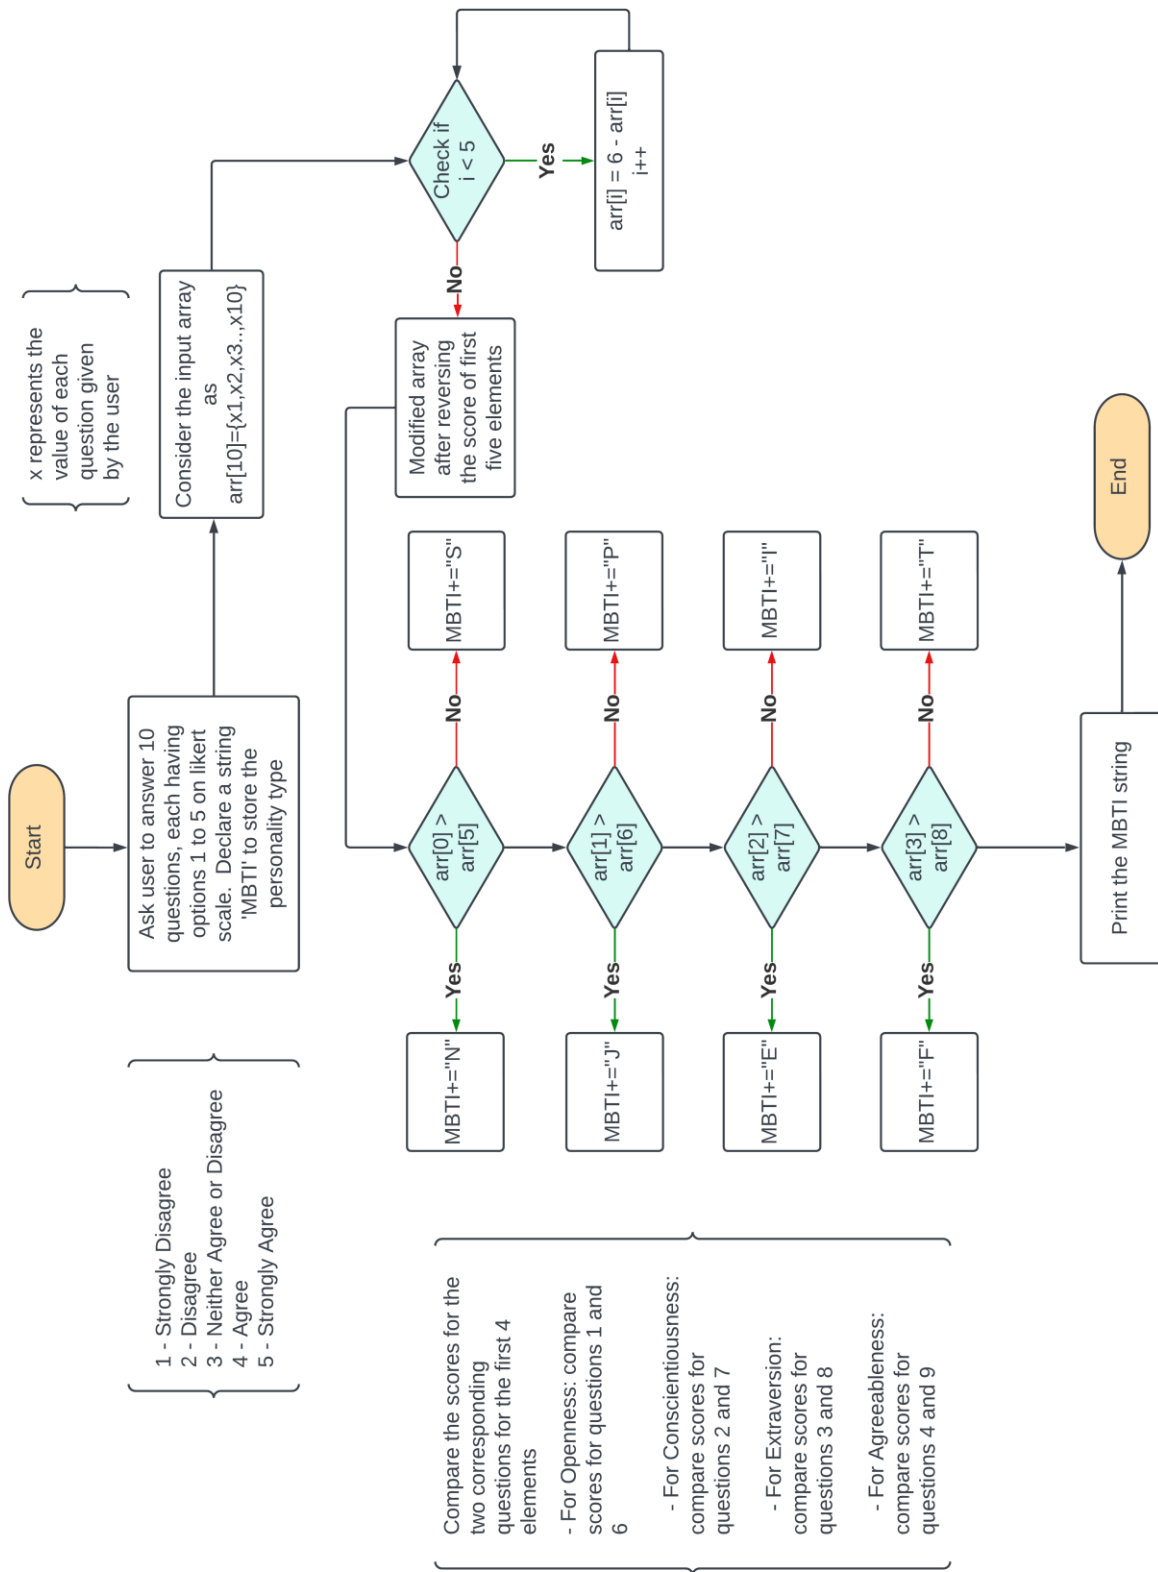 Start
1 - Strongly Disagree
2 - Disagree
3 - Neither Agree or Disagree
4 - Agree
5 - Strongly Agree
Ask user to answer 10
questions, each having
options 1 to 5 on likert
scale. Declare a string
'MBTI' to store the
personality type
x represents the
value of each
question given
by the user
Consider the input array
as
arr[10]={x1,x2,x3..,x10}
Check if
i < 5
Yes
arr[i] = 6 - arr[i]
i++
No
Modified array
after reversing
the score of first
five elements
Compare the scores for the
two corresponding
questions for the first 4
elements
- For Openness: compare
scores for questions 1 and
6
- For Conscientiousness:
compare scores for
questions 2 and 7
- For Extraversion:
compare scores for
questions 3 and 8
- For Agreeableness:
compare scores for
questions 4 and 9
arr[0] >
arr[5]
Yes
MBTI+="N"
No
MBTI+="S"
arr[1] >
arr[6]
Yes
MBTI+="J"
No
MBTI+="P"
arr[2] >
arr[7]
Yes
MBTI+="E"
No
MBTI+="I"
arr[3] >
arr[8]
Yes
MBTI+="F"
No
MBTI+="T"
Print the MBTI string
End